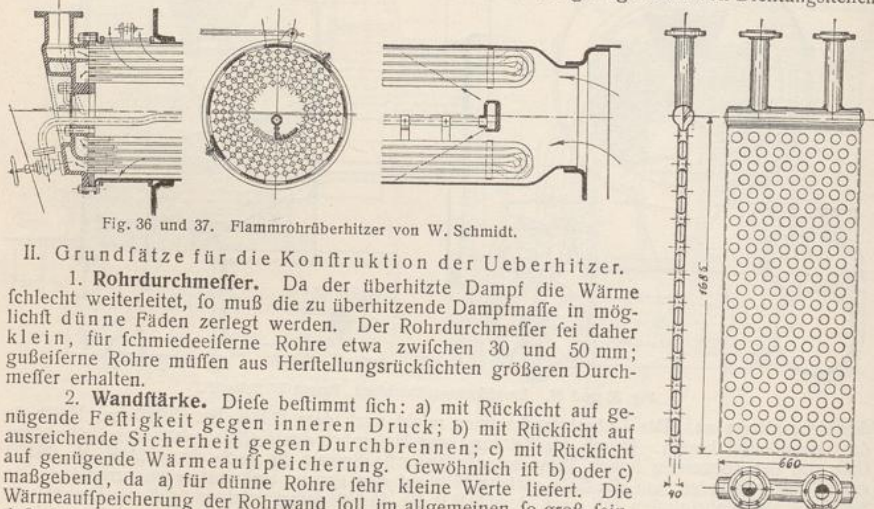 Fig. 36 und 37. Flammrohrüberhitzer von W. Schmidt.
II. Grundſätze für die Konſtruktion der Ueberhitzer.
1. Rohrdurchmeſſer. Da der überhitzte Dampf die Wärme
ſchlecht weiterleitet, ſo muß die zu überhitzende Dampfmaſſe in mög-
lichſt dünne Fäden zerlegt werden. Der Rohrdurchmeſſer ſei daher
klein, für ſchmiedeeiſerne Rohre etwa zwiſchen 30 und 50 mm;
gußeiſerne Rohre müſſen aus Herſtellungsrückſichten größeren Durch-
meſſer erhalten.
2. Wandſtärke. Dieſe beſtimmt ſich: a) mit Rückſicht auf ge-
nügende Feſtigkeit gegen inneren Druck; b) mit Rückſicht auf
ausreichende Sicherheit gegen Durchbrennen; c) mit Rückſicht
auf genügende Wärmeaufſpeicherung. Gewöhnlich iſt b) oder c)
maßgebend, da a) für dünne Rohre ſehr kleine Werte liefert. Die
Wärmeaufſpeicherung der Rohrwand ſoll im allgemeinen ſo groß ſein,
1685
660
40